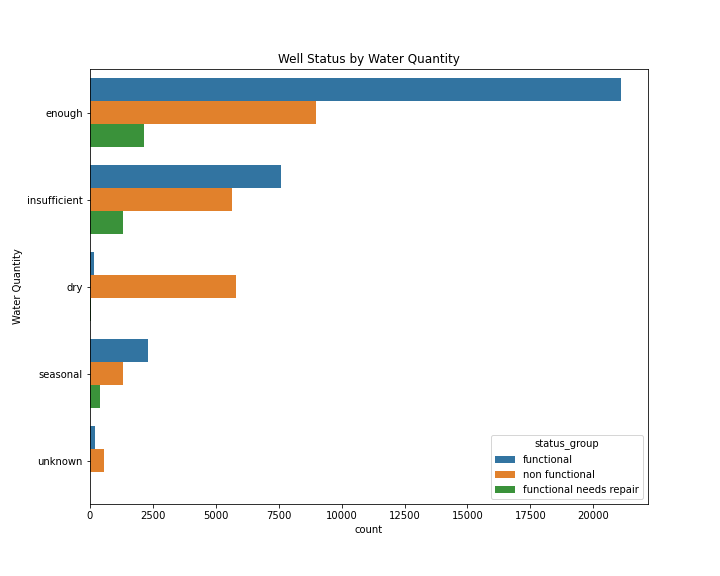 Well Status by Water Quantity
Water Quantity
enough
insufficient
dry
seasonal
unknown
status_group
functional
non functional
functional needs repair
0 2500 5000 7500 10000 12500 15000 17500 20000
count